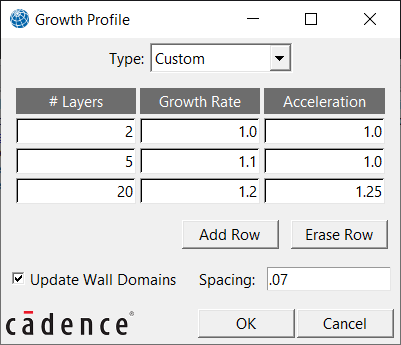 Growth Profile
Type: Custom
# Layers Growth Rate Acceleration
2 1.0 1.0
5 1.1 1.0
20 1.2 1.25
Add Row Erase Row
Update Wall Domains Spacing: .07
cādence® OK Cancel